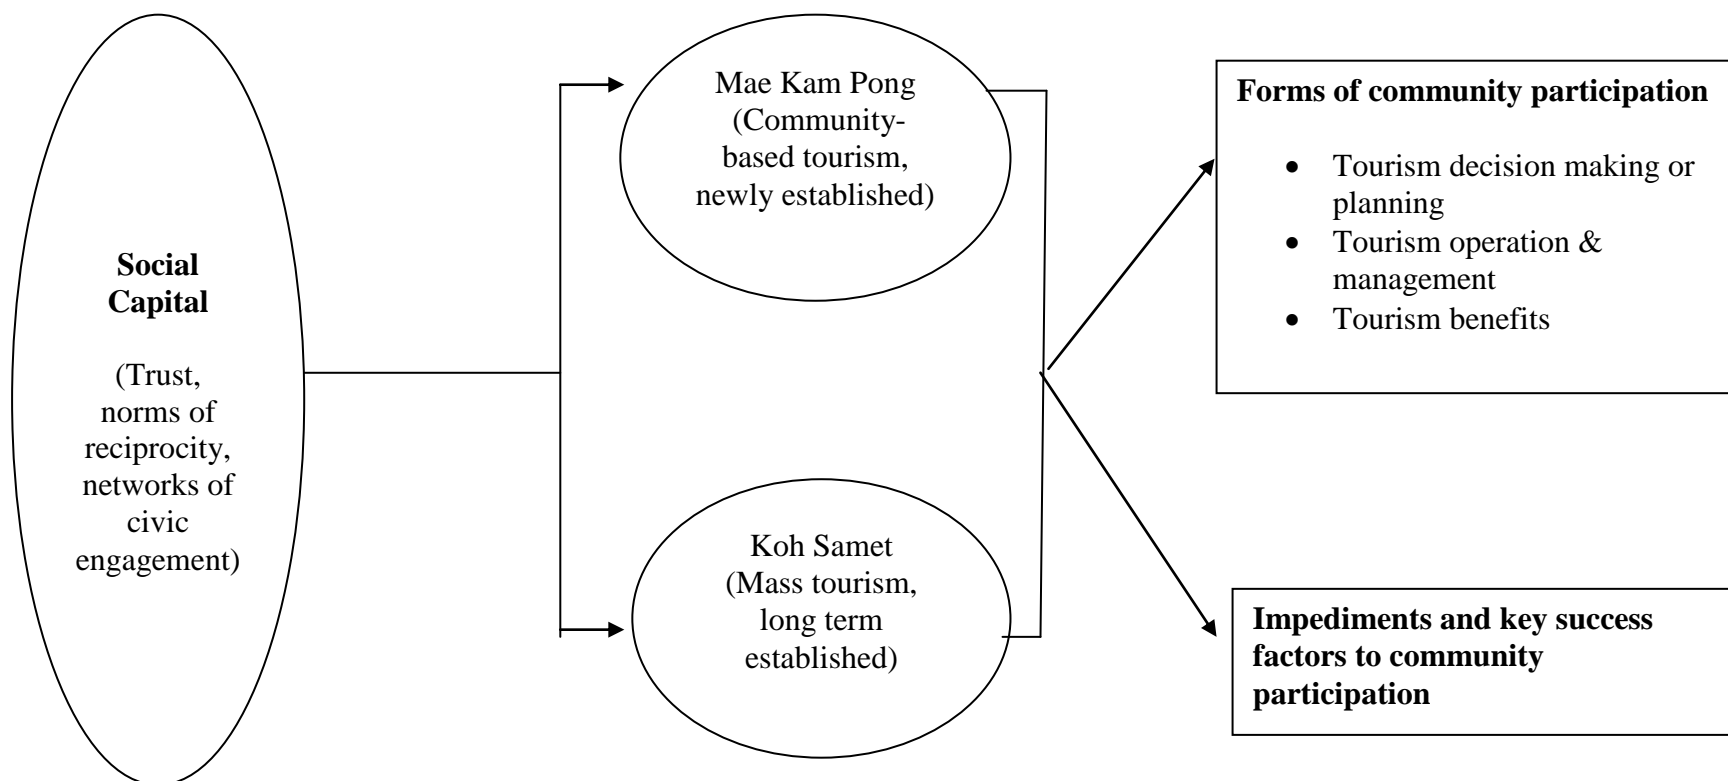 Social
Capital
(Trust,
norms of
reciprocity,
networks of
civic
engagement)
Mae Kam Pong
(Community-
based tourism,
newly established)
Koh Samet
(Mass tourism,
long term
established)
Forms of community participation
• Tourism decision making or
planning
• Tourism operation &
management
• Tourism benefits
Impediments and key success
factors to community
participation